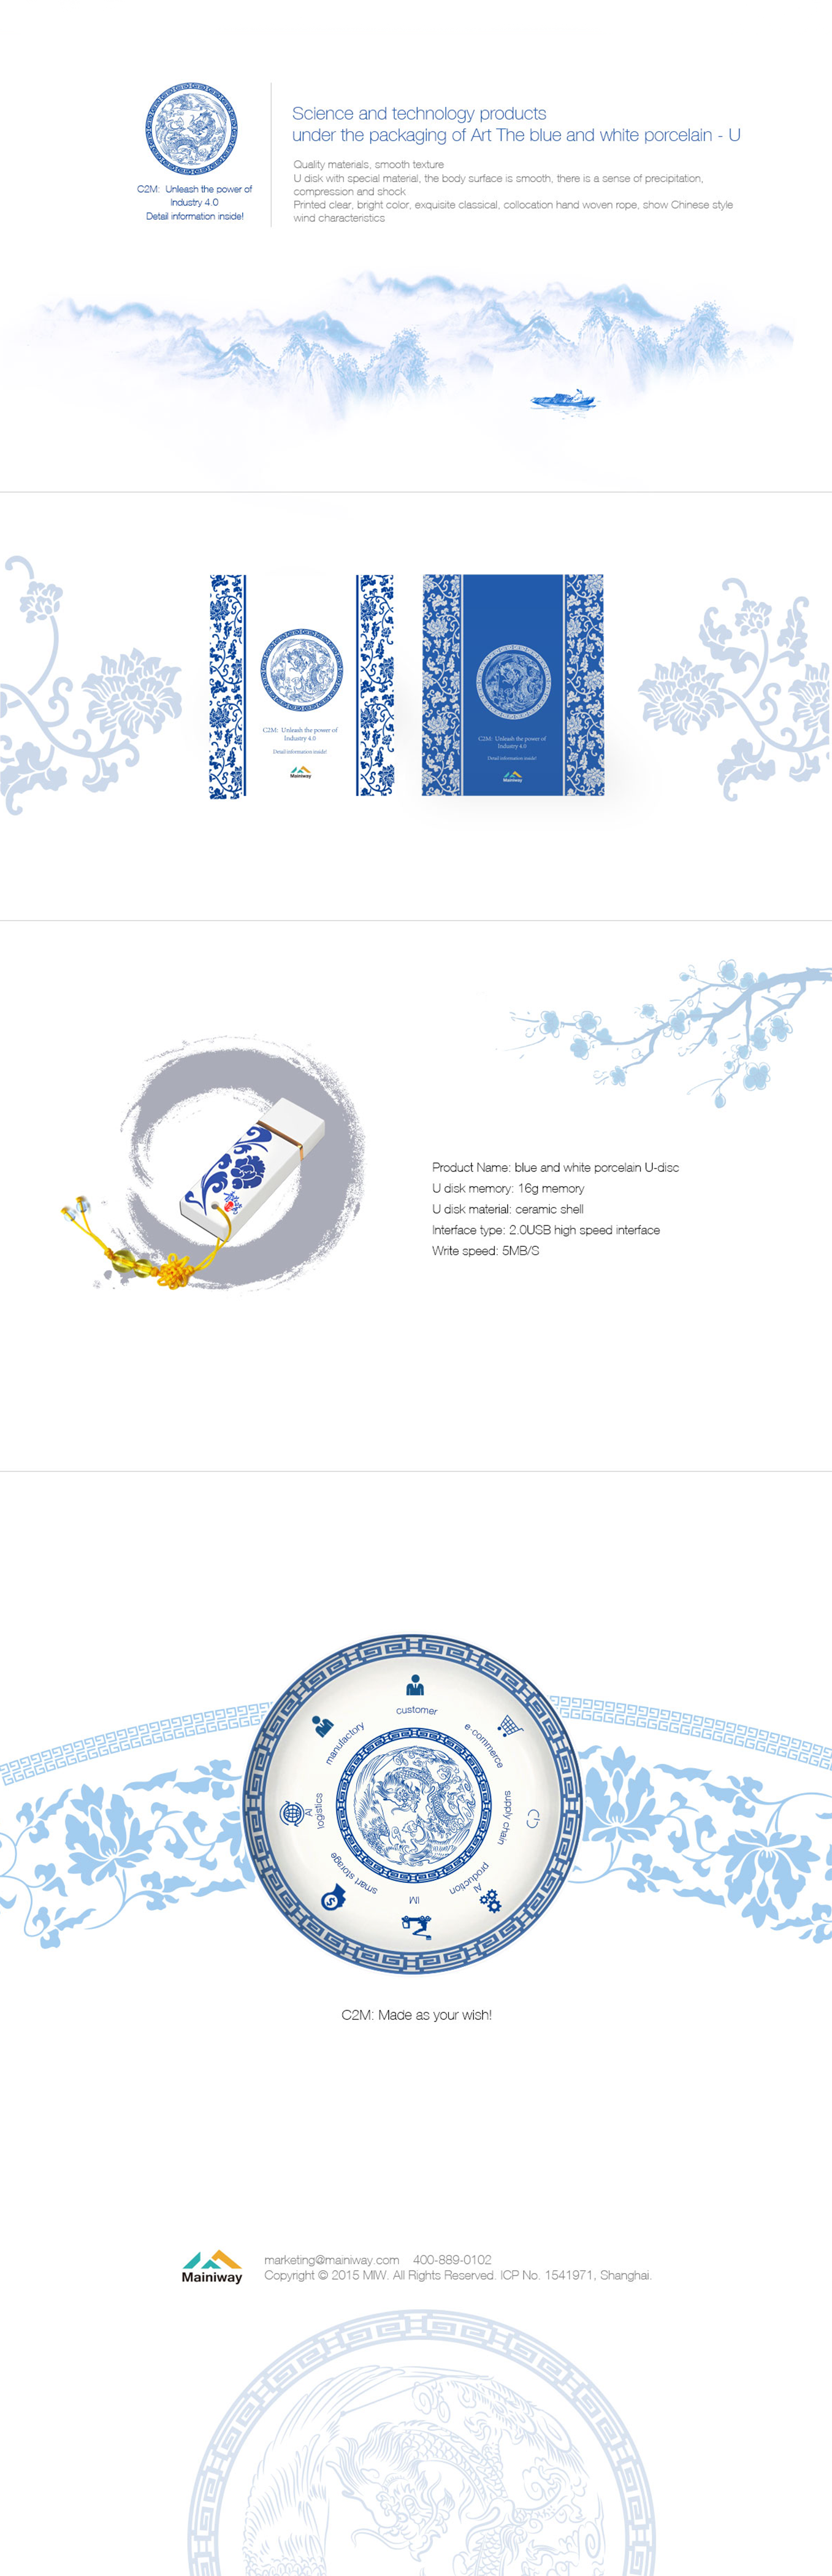 C2M: Unleash the power of
Industry 4.0
Detail information inside!
Science and technology products
under the packaging of Art The blue and white porcelain - U
Quality materials, smooth texture
U disk with special material, the body surface is smooth, there is a sense of precipitation,
compression and shock
Printed clear, bright color, exquisite classical, collocation hand woven rope, show Chinese style
wind characteristics
C2M: Unleash the power of
Industry 4.0
Detail information inside!
Mainiway
C2M: Unleash the power of
Industry 4.0
Detail information inside!
Mainiway
Product Name: blue and white porcelain U-disc
U disk memory: 16g memory
U disk material: ceramic shell
Interface type: 2.0USB high speed interface
Write speed: 5MB/S
customer
e-commerce
supply chain
AI
production
IM
smart storage
AI
logistics
manufactory
C2M: Made as your wish!
Mainiway
marketing@mainiway.com 400-889-0102
Copyright © 2015 MIW. All Rights Reserved. ICP No. 1541971, Shanghai.